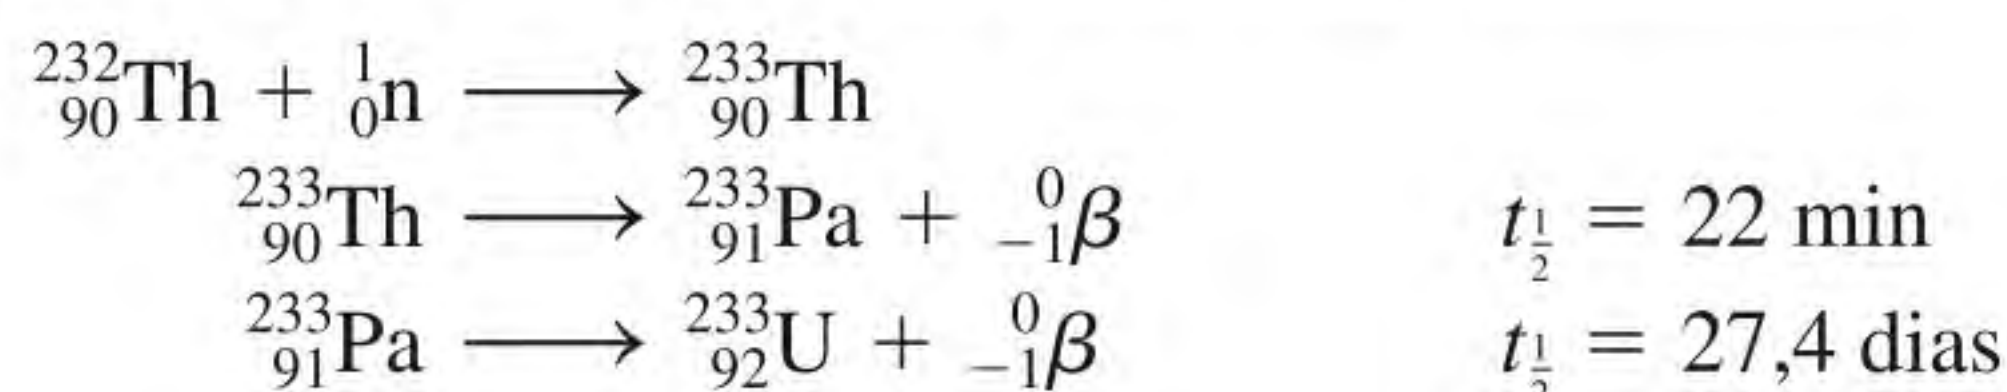 ²³²₉₀Th + ¹₀n ⟶ ²³³₉₀Th
²³³₉₀Th ⟶ ²³³₉₁Pa + ⁰₋₁β t½ = 22 min
²³³₉₁Pa ⟶ ²³³₉₂U + ⁰₋₁β t½ = 27,4 dias